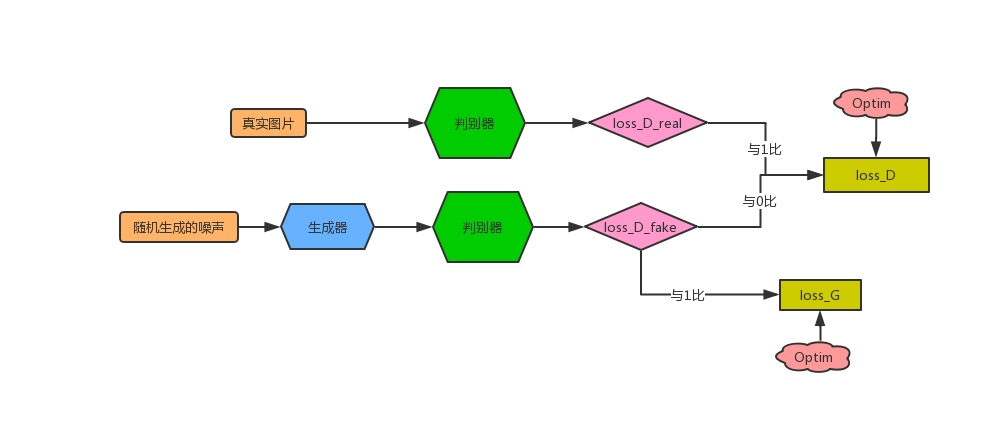 Optim
真实图片
判别器
loss_D_real
与1比
loss_D
与0比
随机生成的噪声
生成器
判别器
loss_D_fake
与1比
loss_G
Optim